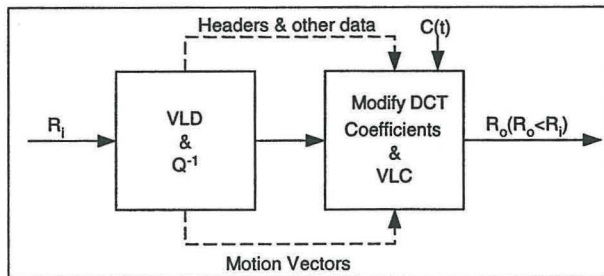 Headers & other data
C(t)
R_i
VLD
&
Q^-1
Modify DCT
Coefficients
&
VLC
R_o(R_o<R_i)
Motion Vectors